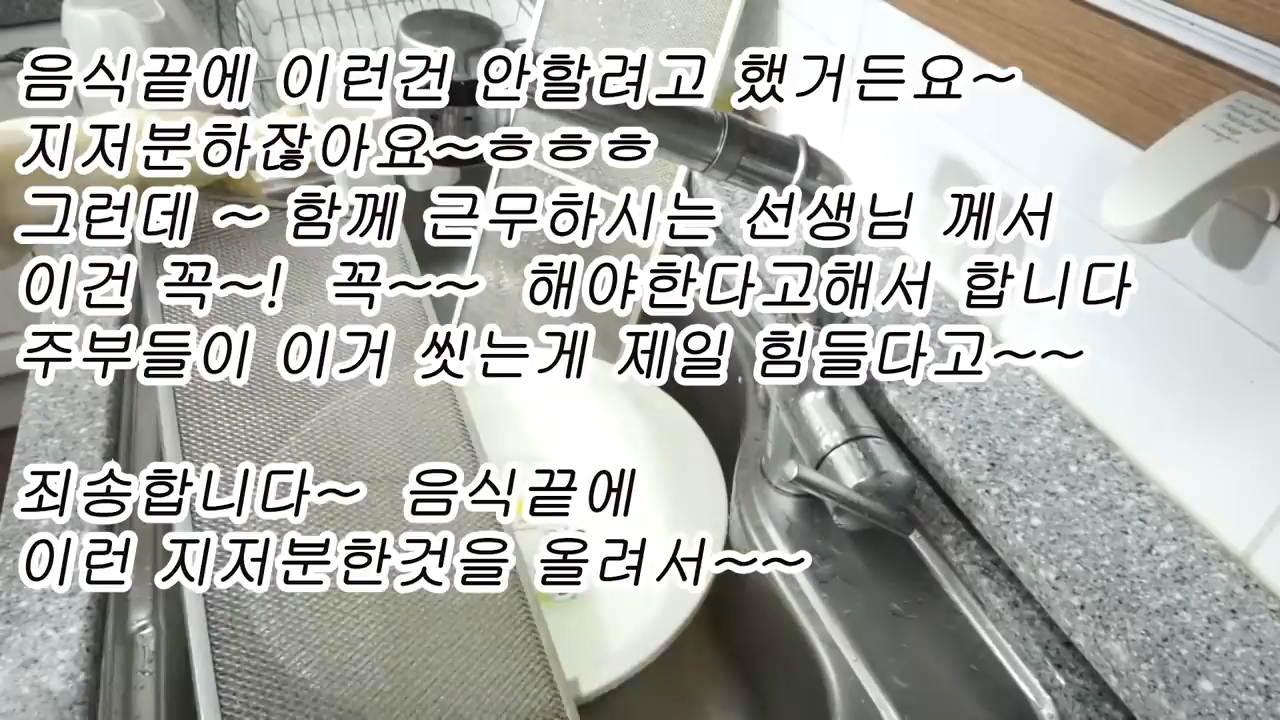 음식끝에 이런건 안할려고 했거든요~
지저분하잖아요~ㅎㅎㅎ
그런데 ~ 함께 근무하시는 선생님 께서
이건 꼭~! 꼭~~ 해야한다고해서 합니다
주부들이 이거 씻는게 제일 힘들다고~~
죄송합니다~ 음식끝에
이런 지저분한것을 올려서~~